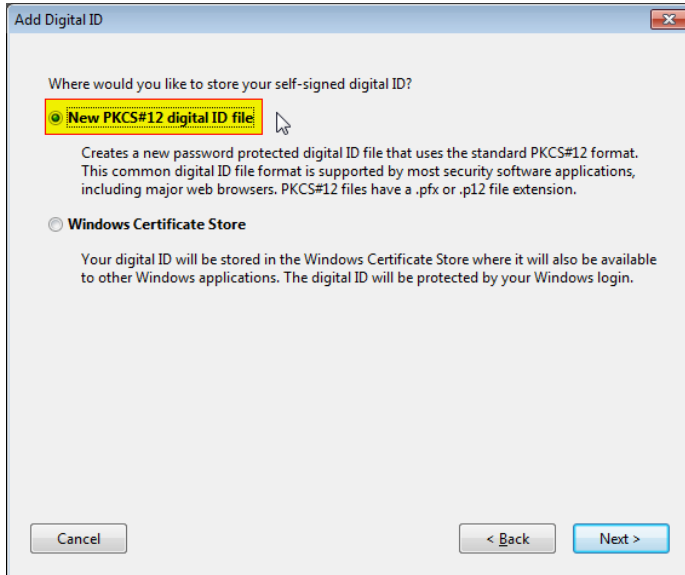 Add Digital ID
Where would you like to store your self-signed digital ID?
New PKCS#12 digital ID file
Creates a new password protected digital ID file that uses the standard PKCS#12 format.
This common digital ID file format is supported by most security software applications,
including major web browsers. PKCS#12 files have a .pfx or .p12 file extension.
Windows Certificate Store
Your digital ID will be stored in the Windows Certificate Store where it will also be available
to other Windows applications. The digital ID will be protected by your Windows login.
Cancel
< Back
Next >